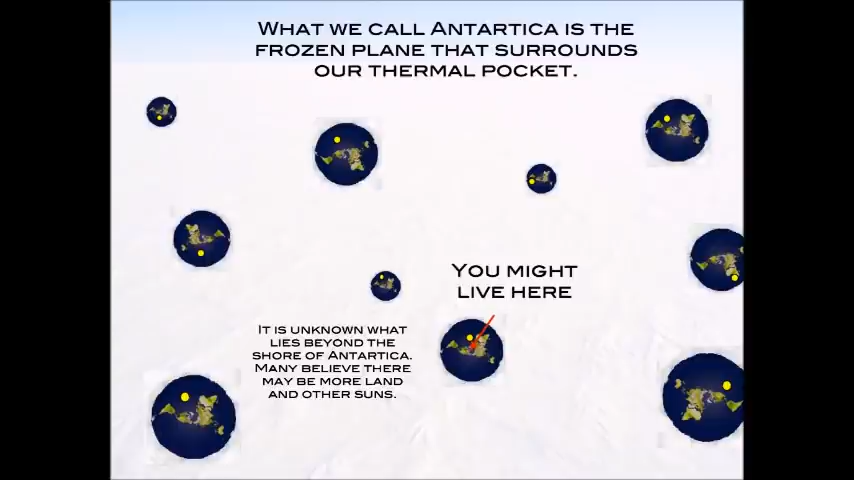 What we call Antartica is the
frozen plane that surrounds
our thermal pocket.
You might
live here
It is unknown what
lies beyond the
shore of Antartica.
Many believe there
may be more land
and other suns.